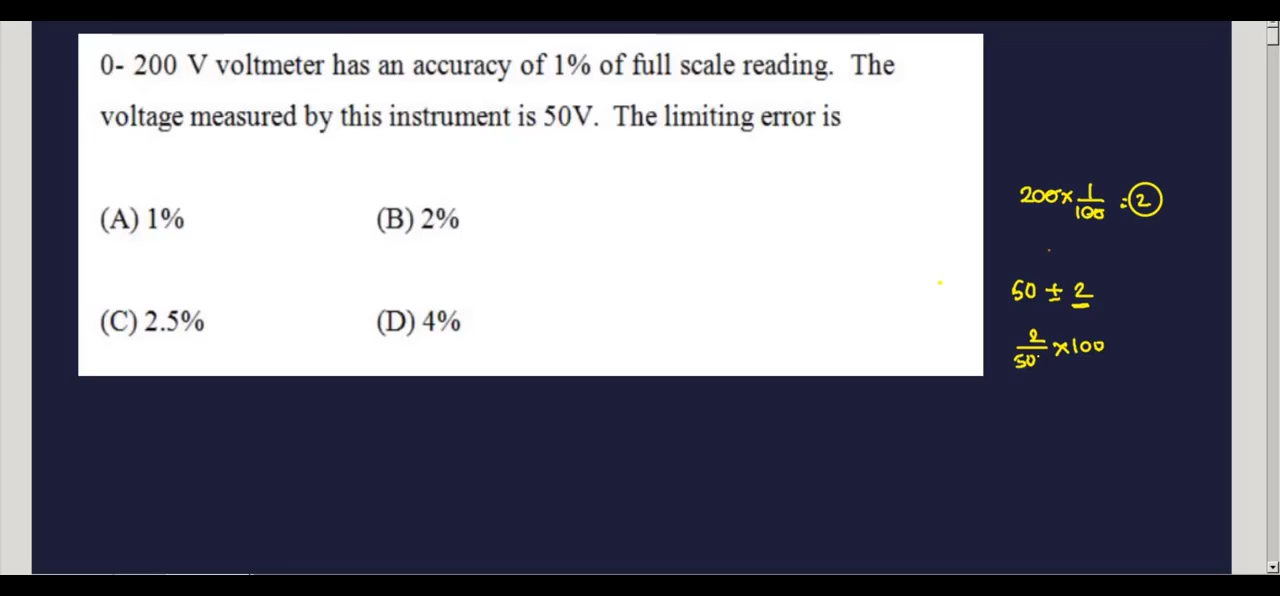 0- 200 V voltmeter has an accuracy of 1% of full scale reading. The
voltage measured by this instrument is 50V. The limiting error is
(A) 1% (B) 2%
(C) 2.5% (D) 4%
200 x 1/100 = 2
50 ± 2
2/50 x 100